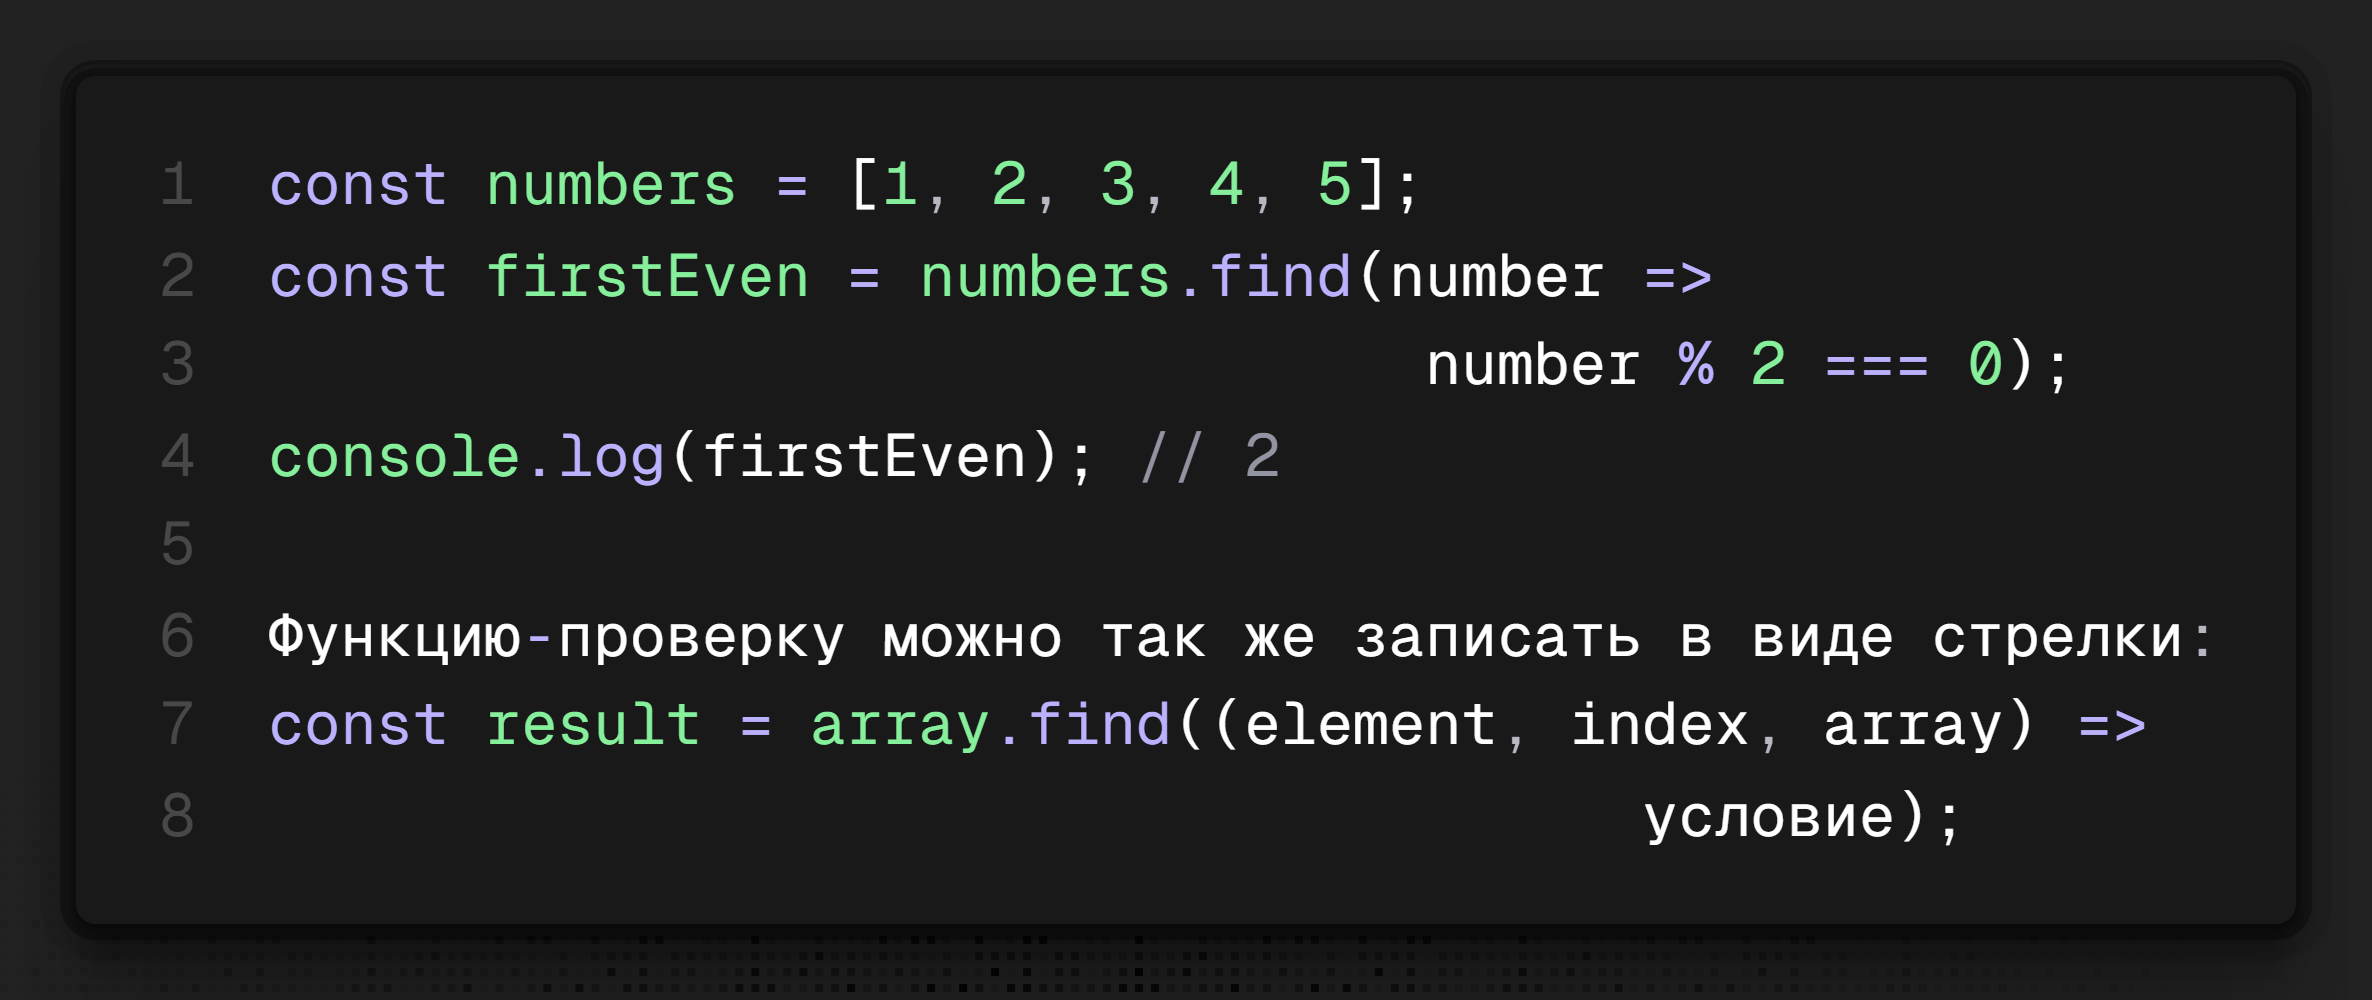 1 const numbers = [1, 2, 3, 4, 5];
2 const firstEven = numbers.find(number =>
3 number % 2 === 0);
4 console.log(firstEven); // 2
5
6 Функцию-проверку можно так же записать в виде стрелки:
7 const result = array.find((element, index, array) =>
8 условие);